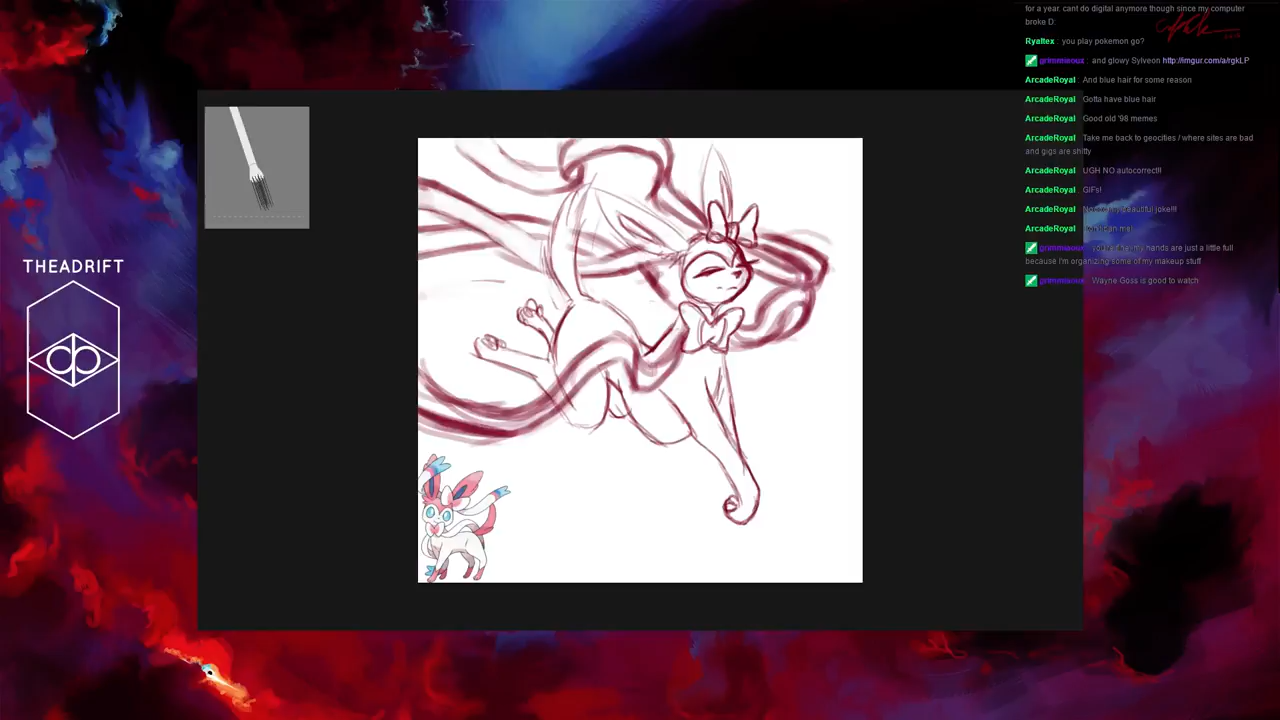 for a year. cant do digital anymore though since my computer
broke D:
Ryaltex : you play pokemon go?
grimmiaoux : and glowy Sylveon http://imgur.com/a/rgkLP
ArcadeRoyal : And blue hair for some reason
ArcadeRoyal : Gotta have blue hair
ArcadeRoyal : Good old '98 memes
ArcadeRoyal : Take me back to geocities / where sites are bad
and gigs are shitty
ArcadeRoyal : UGH NO autocorrect!!
ArcadeRoyal : GIFs!
ArcadeRoyal : beautiful joke!!!
ArcadeRoyal : me!
grimmiaoux : my hands are just a little full
because i'm organizing some of my makeup stuff
grimmiaoux : Wayne Goss is good to watch
THEADRIFT